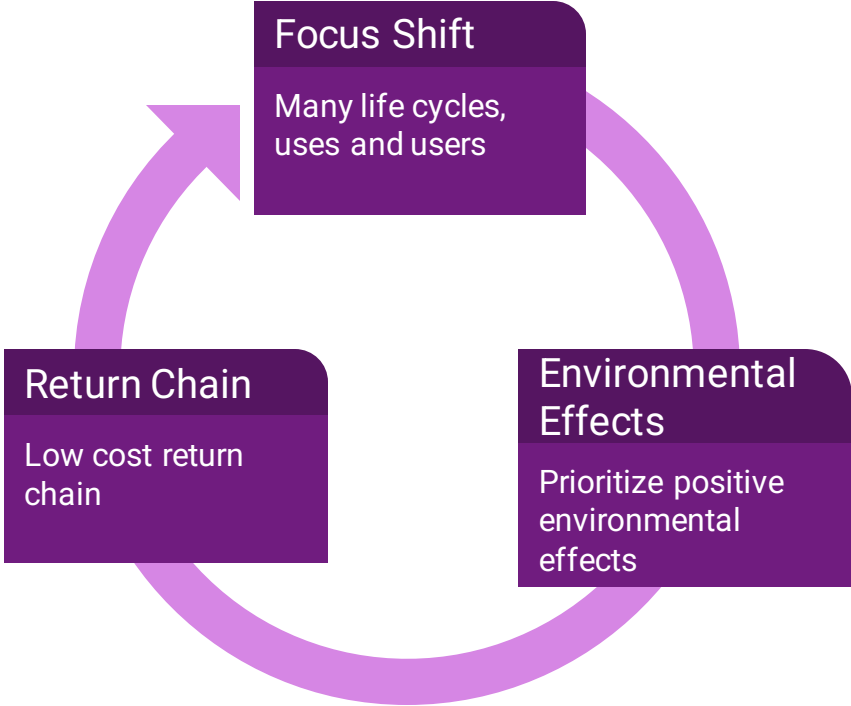 Focus Shift
Many life cycles,
uses and users
Environmental
Effects
Prioritize positive
environmental
effects
Return Chain
Low cost return
chain